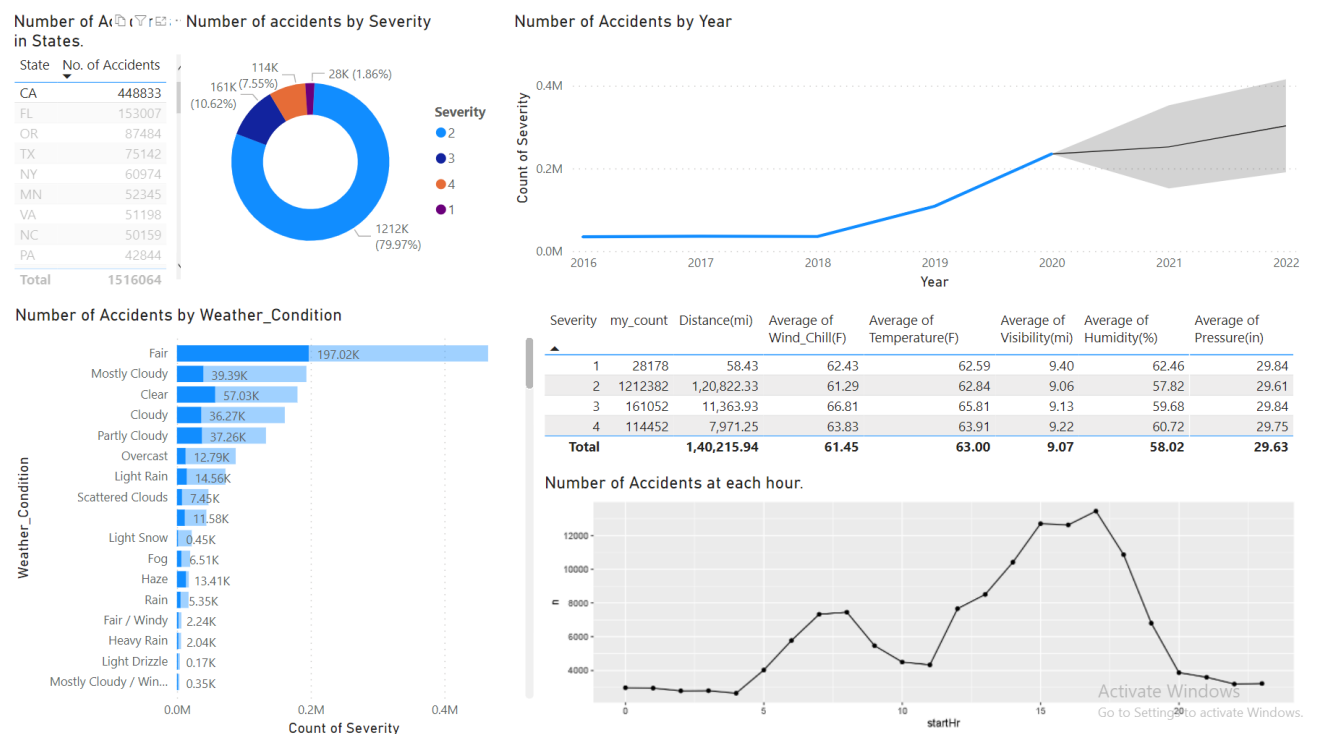 Number of Ac
in States.
State No. of Accidents
CA 448833
FL 153007
OR 87484
TX 75142
NY 60974
MN 52345
VA 51198
NC 50159
PA 42844
Total 1516064
Number of accidents by Severity
114K
(7.55%)
28K (1.86%)
161K
(10.62%)
1212K
(79.97%)
Severity
2
3
4
1
Number of Accidents by Year
Count of Severity
0.4M
0.2M
0.0M
2016 2017 2018 2019 2020 2021 2022
Year
Number of Accidents by Weather_Condition
Weather_Condition
Fair 197.02K
Mostly Cloudy 39.39K
Clear 57.03K
Cloudy 36.27K
Partly Cloudy 37.26K
Overcast 12.79K
Light Rain 14.56K
Scattered Clouds 7.45K
11.58K
Light Snow 0.45K
Fog 6.51K
Haze 13.41K
Rain 5.35K
Fair / Windy 2.24K
Heavy Rain 2.04K
Light Drizzle 0.17K
Mostly Cloudy / Win... 0.35K
0.0M 0.2M 0.4M
Count of Severity
Severity my_count Distance(mi) Average of Wind_Chill(F) Average of Temperature(F) Average of Visibility(mi) Average of Humidity(%) Average of Pressure(in)
1 28178 58.43 62.43 62.59 9.40 62.46 29.84
2 1212382 1,20,822.33 61.29 62.84 9.06 57.82 29.61
3 161052 11,363.93 66.81 65.81 9.13 59.68 29.84
4 114452 7,971.25 63.83 63.91 9.22 60.72 29.75
Total 1,40,215.94 61.45 63.00 9.07 58.02 29.63
Number of Accidents at each hour.
n
12000
10000
8000
6000
4000
0 5 10 15 20
startHr
Activate Windows
Go to Settings to activate Windows.